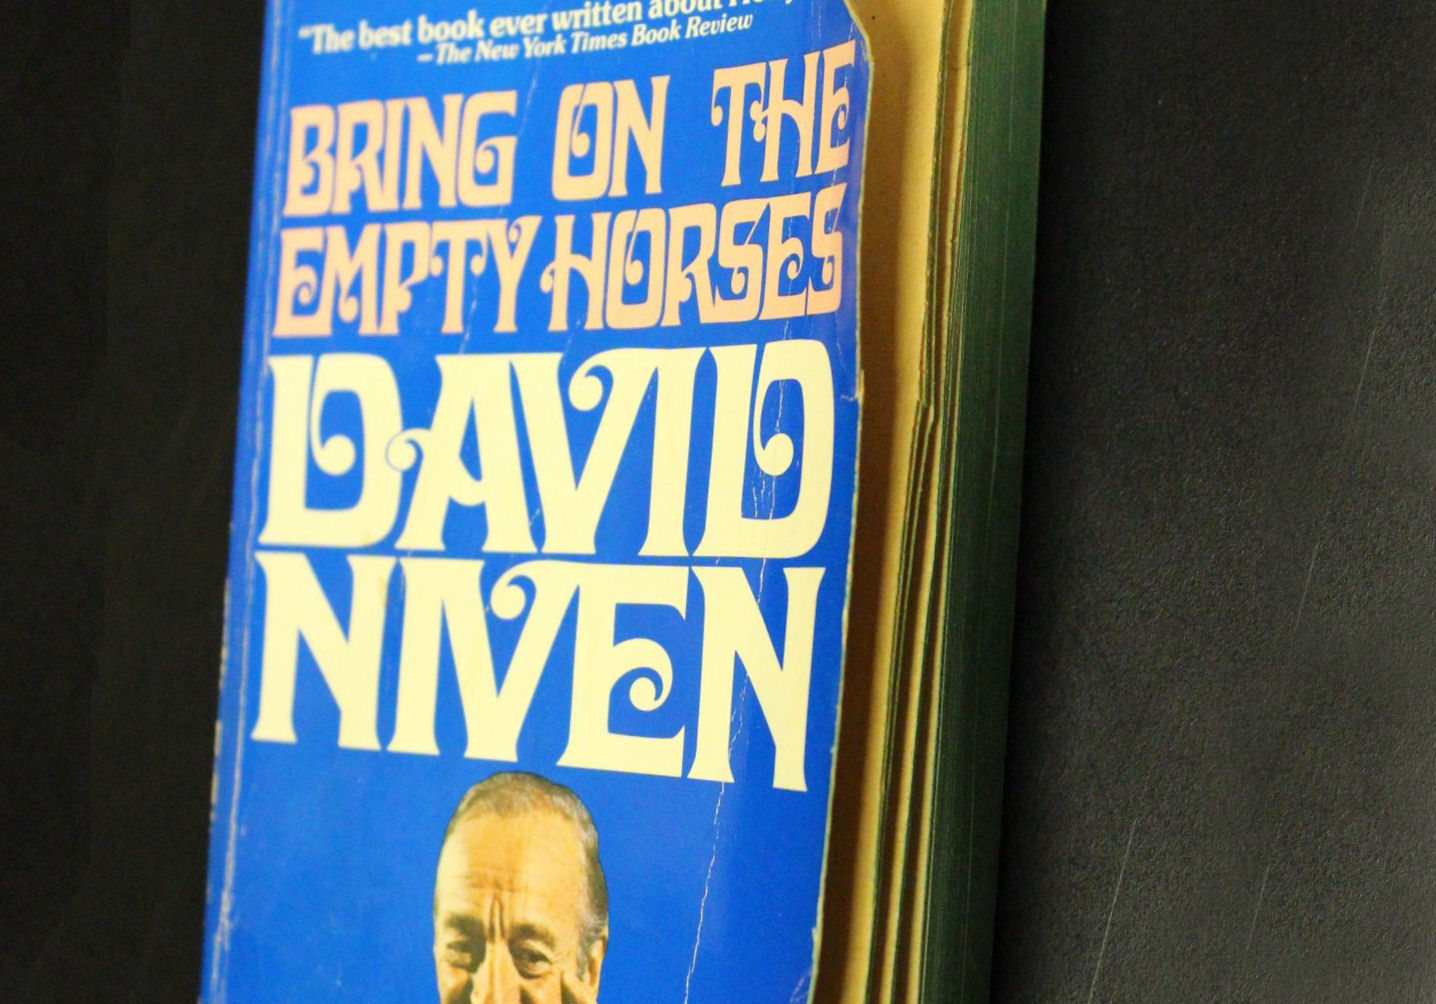 "The best book ever written about
—The New York Times Book Review
BRING ON THE
EMPTY HORSES
DAVID
NIVEN